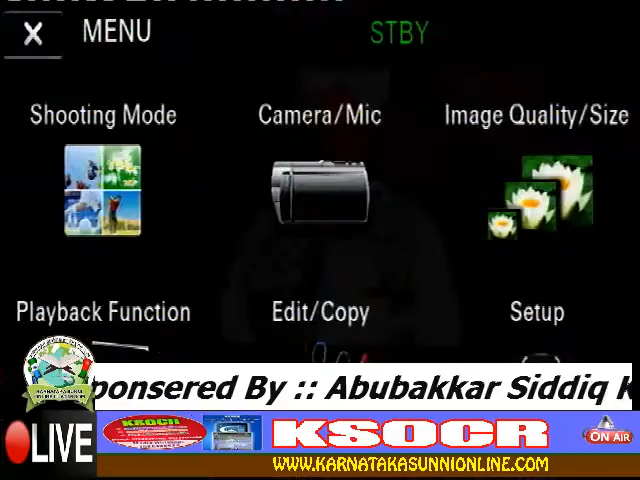 MENU
STBY
Shooting Mode
Camera/Mic
Image Quality/Size
Playback Function
Edit/Copy
Setup
ponsered By :: Abubakkar Siddiq K
LIVE
KSOCR
ON AIR
WWW.KARNATAKASUNNIONLINE.COM